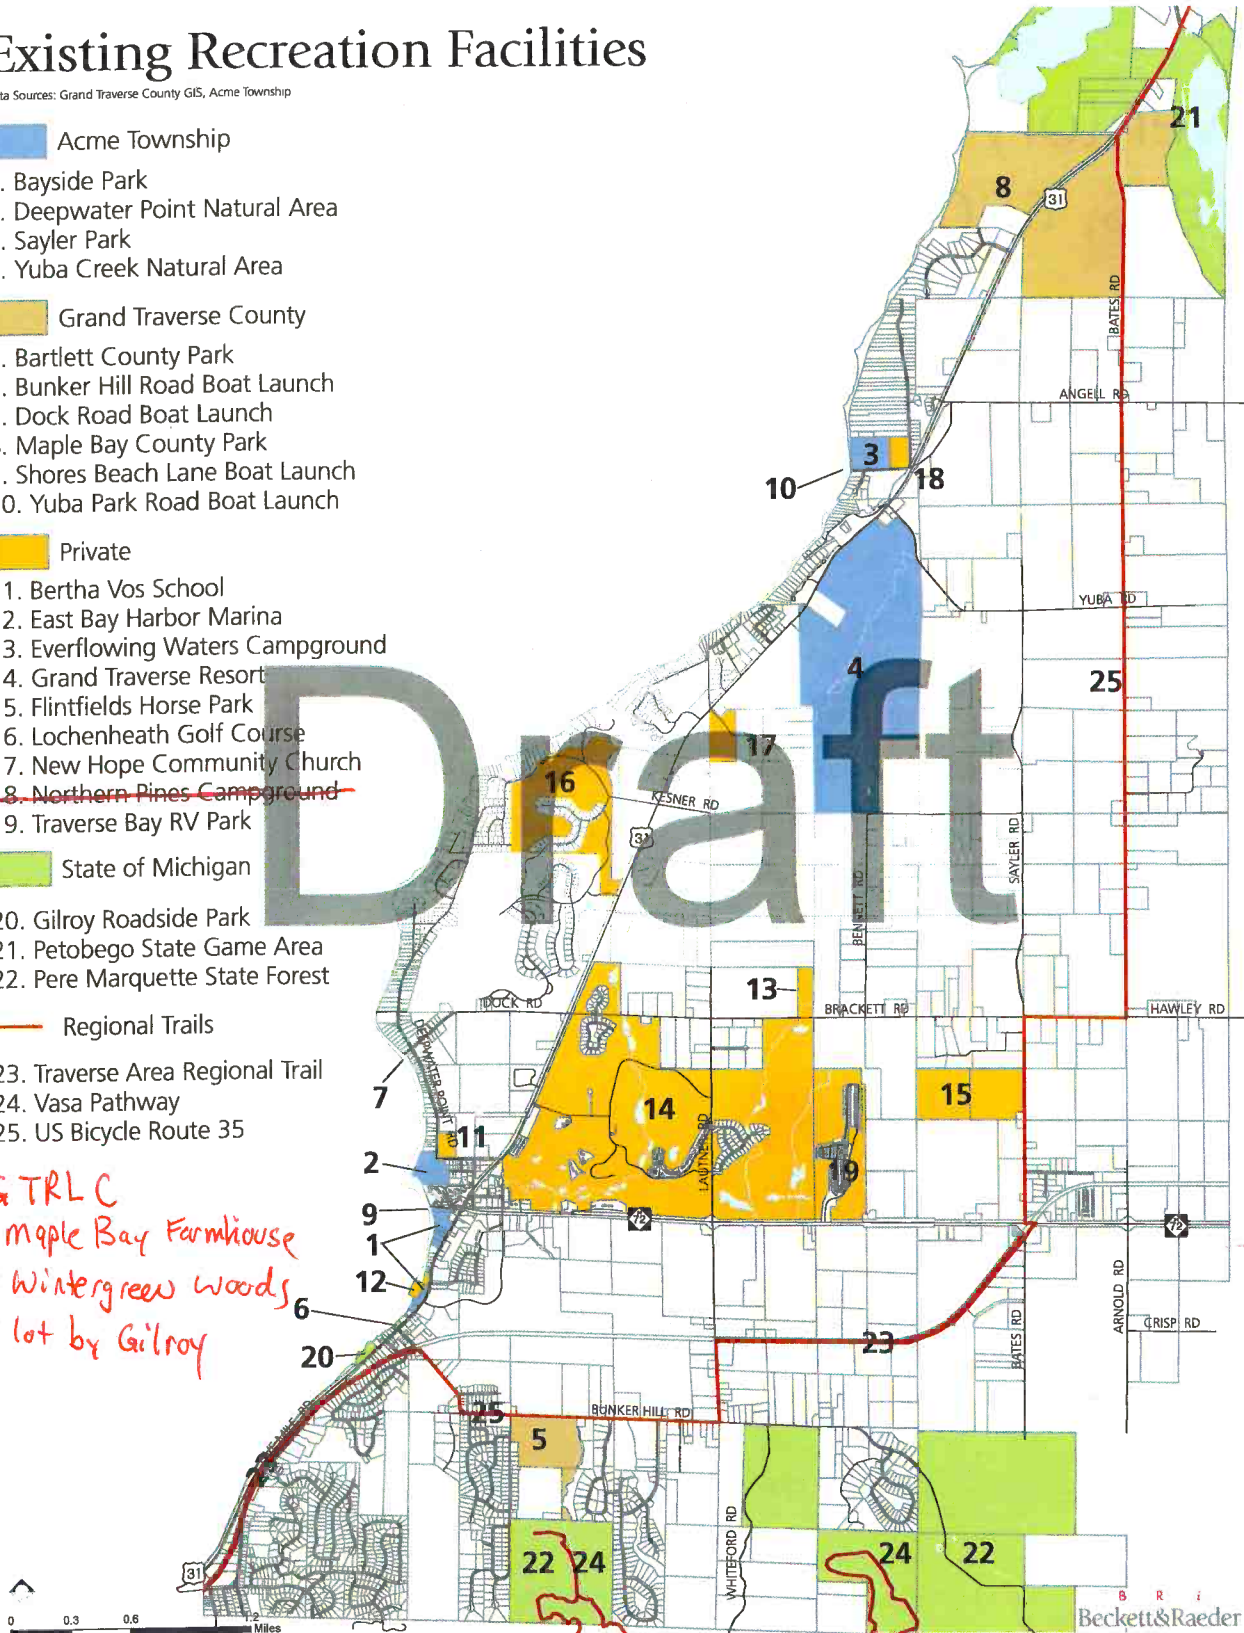 Existing Recreation Facilities
ta Sources: Grand Traverse County GIS, Acme Township
Acme Township
. Bayside Park
. Deepwater Point Natural Area
. Sayler Park
. Yuba Creek Natural Area
Grand Traverse County
. Bartlett County Park
. Bunker Hill Road Boat Launch
. Dock Road Boat Launch
. Maple Bay County Park
. Shores Beach Lane Boat Launch
0. Yuba Park Road Boat Launch
Private
1. Bertha Vos School
2. East Bay Harbor Marina
3. Everflowing Waters Campground
4. Grand Traverse Resort
5. Flintfields Horse Park
6. Lochenheath Golf Course
7. New Hope Community Church
8. Northern Pines Campground
9. Traverse Bay RV Park
State of Michigan
20. Gilroy Roadside Park
21. Petobego State Game Area
22. Pere Marquette State Forest
Regional Trails
23. Traverse Area Regional Trail
24. Vasa Pathway
25. US Bicycle Route 35
G TRLC
Maple Bay Farmhouse
Wintergreen Woods
lot by Gilroy
Draft
21
8
31
BATES RD
ANGELL RD
3
10
18
YUBA RD
4
25
17
16
KESNER RD
31
SAYLER RD
BENNETT RD
13
DOCK RD
BRACKETT RD
HAWLEY RD
DEEPWATER POINT RD
7
14
15
11
LAUTNER RD
2
19
9
72
72
1
12
6
ARNOLD RD
CRISP RD
BATES RD
23
20
25
BUNKER HILL RD
5
WHITEFORD RD
22
24
24
22
31
0
0.3
0.6
1.2
Miles
B R i
Beckett&Raeder